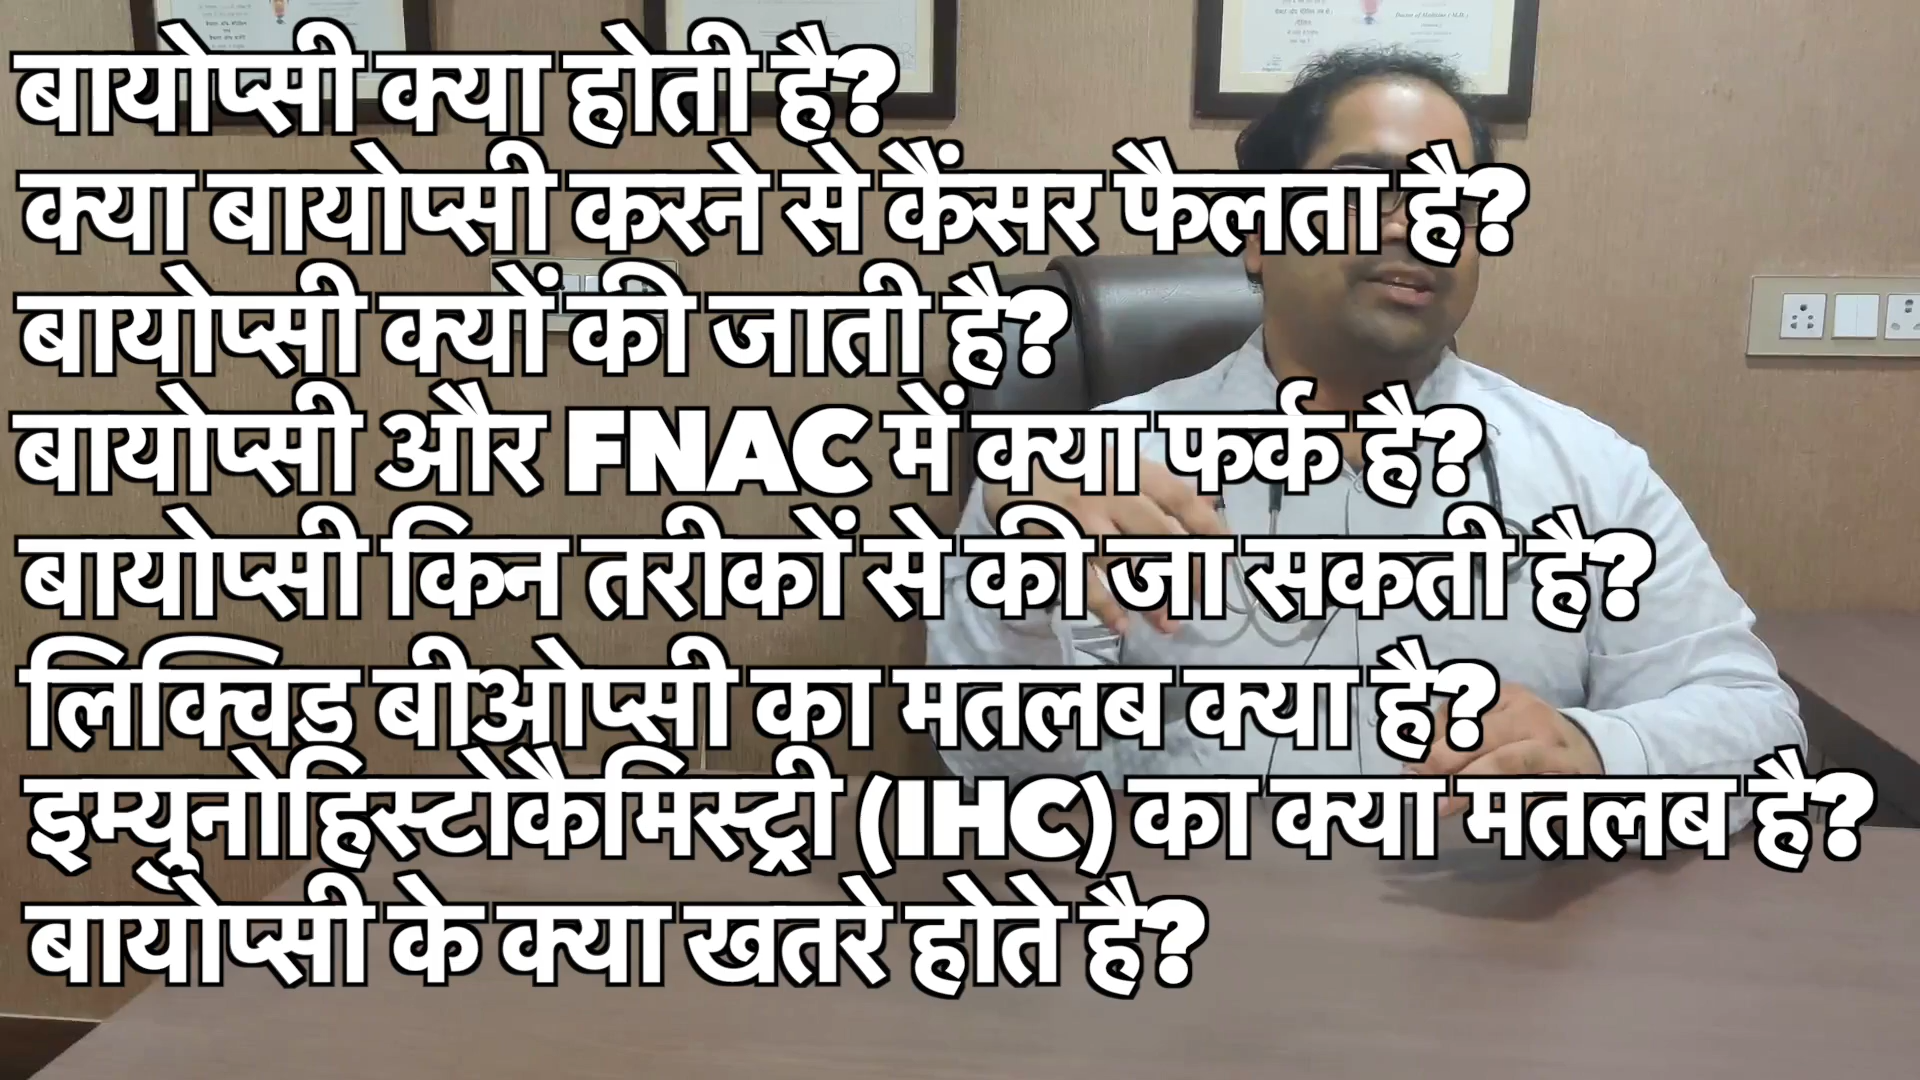 बायोप्सी क्या होती है?
क्या बायोप्सी करने से कैंसर फैलता है?
बायोप्सी क्यों की जाती है?
बायोप्सी और FNAC में क्या फर्क है?
बायोप्सी किन तरीकों से की जा सकती है?
लिक्विड बीओप्सी का मतलब क्या है?
इम्युनोहिस्टोकैमिस्ट्री (IHC) का क्या मतलब है?
बायोप्सी के क्या खतरे होते है?